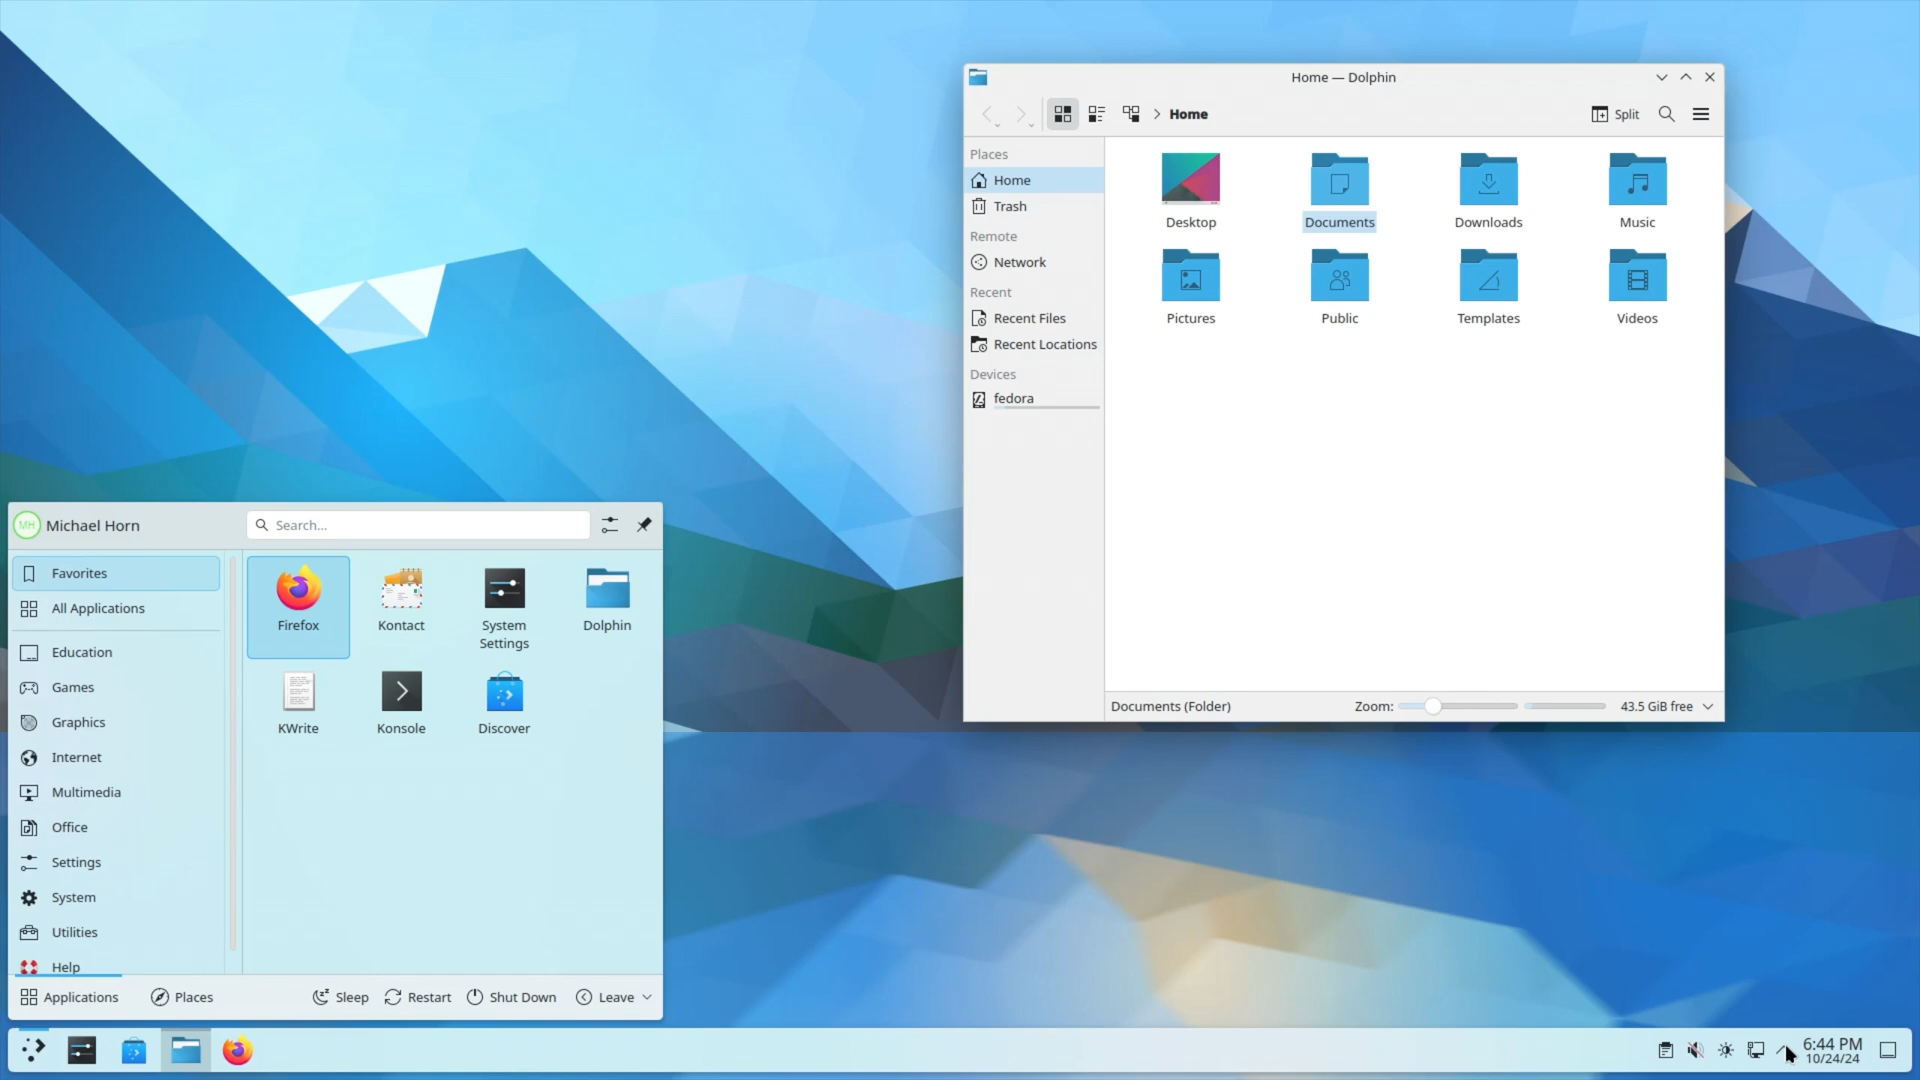 Home — Dolphin
Home
Split
Places
Home
Trash
Remote
Network
Recent
Recent Files
Recent Locations
Devices
fedora
Desktop
Documents
Downloads
Music
Pictures
Public
Templates
Videos
Documents (Folder)
Zoom:
43.5 GiB free
MH
Michael Horn
Search...
Favorites
All Applications
Education
Games
Graphics
Internet
Multimedia
Office
Settings
System
Utilities
Help
Firefox
Kontact
System
Settings
Dolphin
KWrite
Konsole
Discover
Applications
Places
Sleep
Restart
Shut Down
Leave
6:44 PM
10/24/24